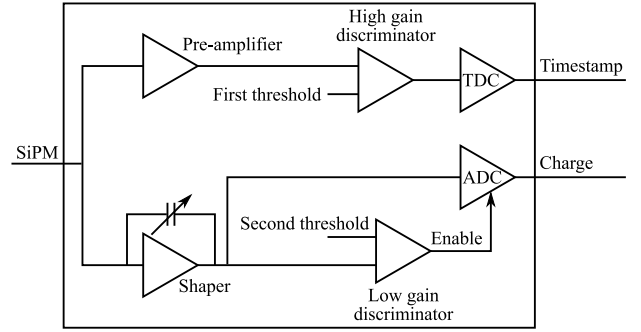 High gain
discriminator
Pre-amplifier
Timestamp
TDC
First threshold
SiPM
Charge
ADC
Second threshold
Enable
Shaper
Low gain
discriminator